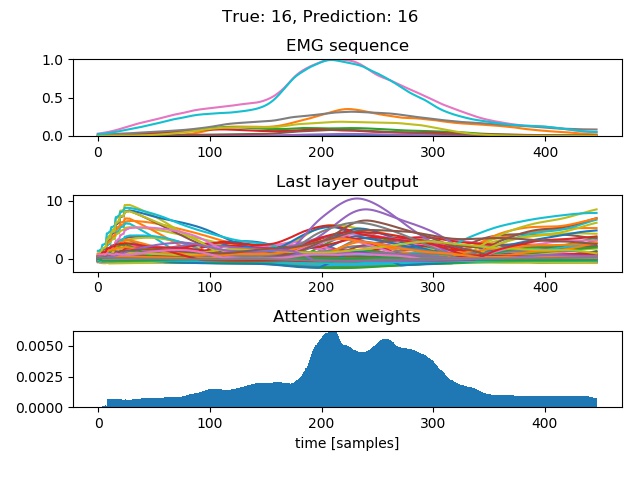 True: 16, Prediction: 16
EMG sequence
1.0
0.5
0.0
0 100 200 300 400
Last layer output
10
0
0 100 200 300 400
Attention weights
0.0050
0.0025
0.0000
0 100 200 300 400
time [samples]